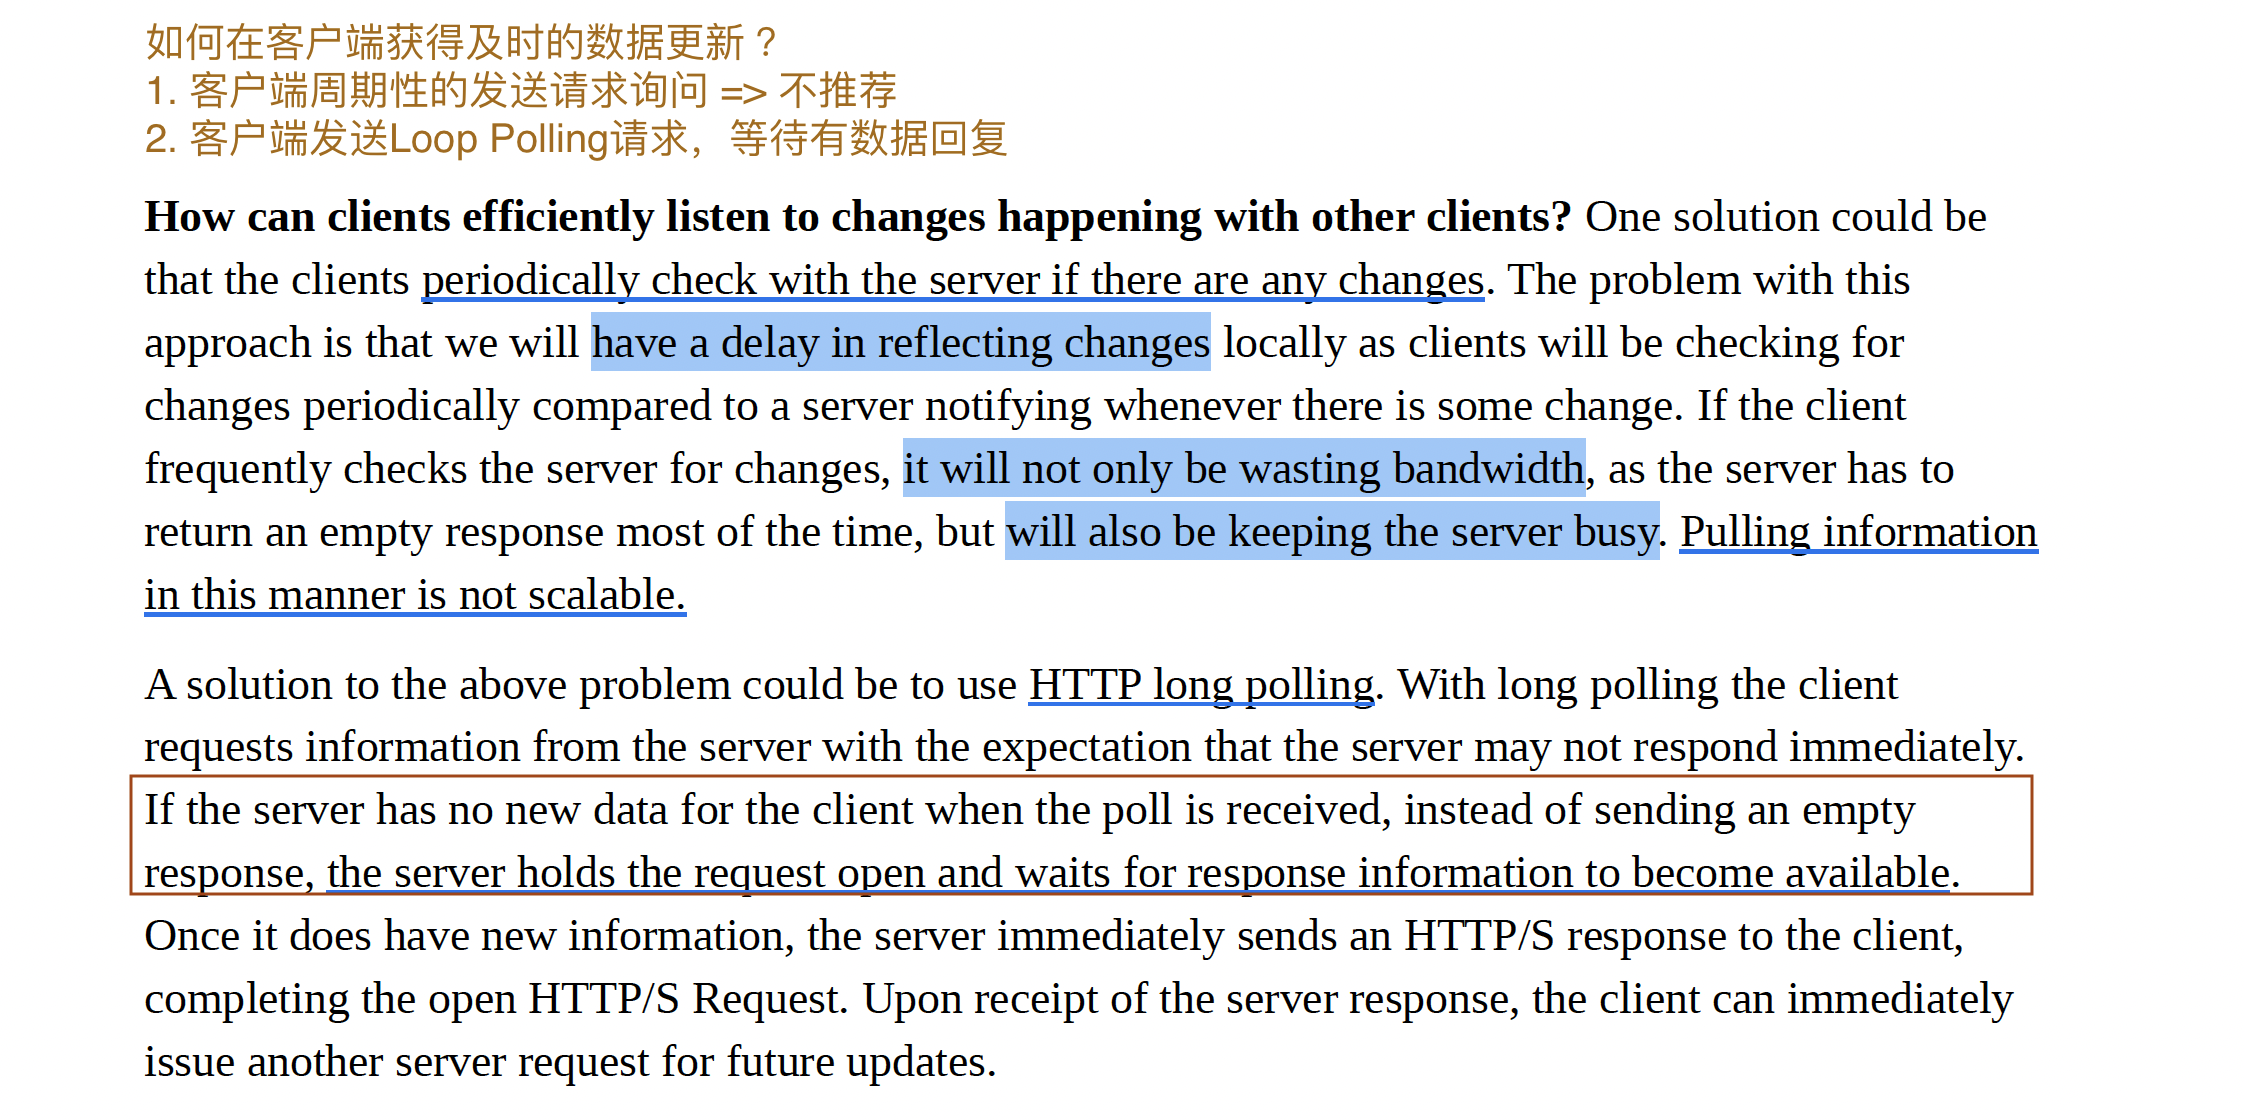 如何在客户端获得及时的数据更新？
1. 客户端周期性的发送请求询问 => 不推荐
2. 客户端发送Loop Polling请求，等待有数据回复
How can clients efficiently listen to changes happening with other clients? One solution could be
that the clients periodically check with the server if there are any changes. The problem with this
approach is that we will have a delay in reflecting changes locally as clients will be checking for
changes periodically compared to a server notifying whenever there is some change. If the client
frequently checks the server for changes, it will not only be wasting bandwidth, as the server has to
return an empty response most of the time, but will also be keeping the server busy. Pulling information
in this manner is not scalable.
A solution to the above problem could be to use HTTP long polling. With long polling the client
requests information from the server with the expectation that the server may not respond immediately.
If the server has no new data for the client when the poll is received, instead of sending an empty
response, the server holds the request open and waits for response information to become available.
Once it does have new information, the server immediately sends an HTTP/S response to the client,
completing the open HTTP/S Request. Upon receipt of the server response, the client can immediately
issue another server request for future updates.